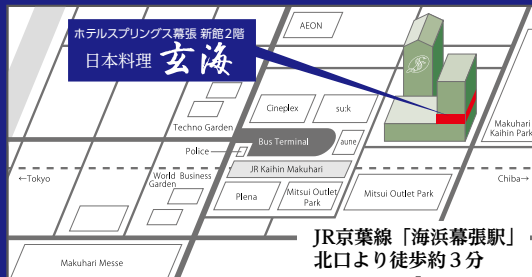 ホテルスプリングス幕張 新館2階
日本料理 玄海
AEON
Cineplex
su:k
Techno Garden
Bus Terminal
aune
Makuhari
Kaihin Park
Police
JR Kaihin Makuhari
←Tokyo
World Business
Garden
Chiba→
Plena
Mitsui Outlet
Park
Mitsui Outlet Park
Makuhari Messe
JR京葉線「海浜幕張駅」
北口より徒歩約3分